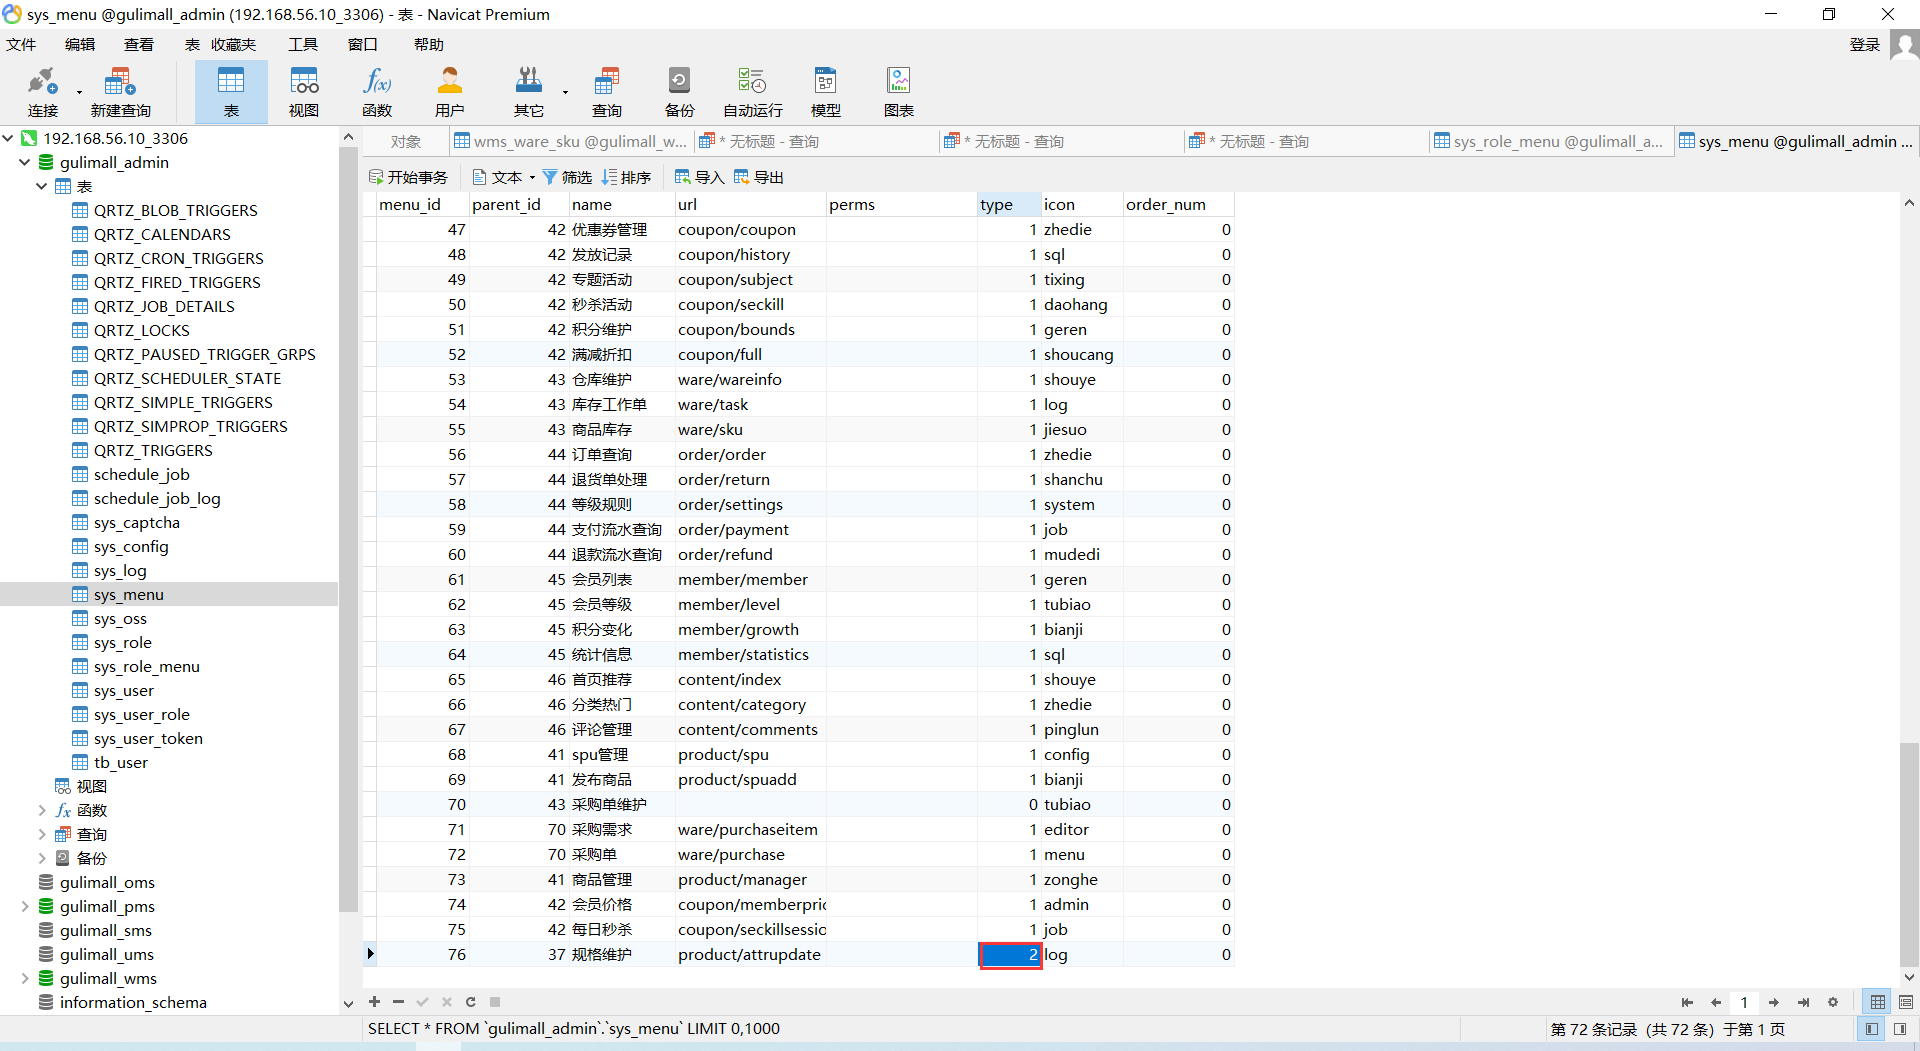 sys_menu @gulimall_admin (192.168.56.10_3306) - 表 - Navicat Premium
文件 编辑 查看 表 收藏夹 工具 窗口 帮助 登录
连接 新建查询 表 视图 函数 用户 其它 查询 备份 自动运行 模型 图表
对象 wms_ware_sku @gulimall_w... * 无标题 - 查询 * 无标题 - 查询 * 无标题 - 查询 sys_role_menu @gulimall_a... sys_menu @gulimall_admin ...
开始事务 文本 筛选 排序 导入 导出
192.168.56.10_3306
gulimall_admin
表
QRTZ_BLOB_TRIGGERS
QRTZ_CALENDARS
QRTZ_CRON_TRIGGERS
QRTZ_FIRED_TRIGGERS
QRTZ_JOB_DETAILS
QRTZ_LOCKS
QRTZ_PAUSED_TRIGGER_GRPS
QRTZ_SCHEDULER_STATE
QRTZ_SIMPLE_TRIGGERS
QRTZ_SIMPROP_TRIGGERS
QRTZ_TRIGGERS
schedule_job
schedule_job_log
sys_captcha
sys_config
sys_log
sys_menu
sys_oss
sys_role
sys_role_menu
sys_user
sys_user_role
sys_user_token
tb_user
视图
函数
查询
备份
gulimall_oms
gulimall_pms
gulimall_sms
gulimall_ums
gulimall_wms
information_schema
menu_id parent_id name url perms type icon order_num
47 42 优惠券管理 coupon/coupon 1 zhedie 0
48 42 发放记录 coupon/history 1 sql 0
49 42 专题活动 coupon/subject 1 tixing 0
50 42 秒杀活动 coupon/seckill 1 daohang 0
51 42 积分维护 coupon/bounds 1 geren 0
52 42 满减折扣 coupon/full 1 shoucang 0
53 43 仓库维护 ware/wareinfo 1 shouye 0
54 43 库存工作单 ware/task 1 log 0
55 43 商品库存 ware/sku 1 jiesuo 0
56 44 订单查询 order/order 1 zhedie 0
57 44 退货单处理 order/return 1 shanchu 0
58 44 等级规则 order/settings 1 system 0
59 44 支付流水查询 order/payment 1 job 0
60 44 退款流水查询 order/refund 1 mudedi 0
61 45 会员列表 member/member 1 geren 0
62 45 会员等级 member/level 1 tubiao 0
63 45 积分变化 member/growth 1 bianji 0
64 45 统计信息 member/statistics 1 sql 0
65 46 首页推荐 content/index 1 shouye 0
66 46 分类热门 content/category 1 zhedie 0
67 46 评论管理 content/comments 1 pinglun 0
68 41 spu管理 product/spu 1 config 0
69 41 发布商品 product/spuadd 1 bianji 0
70 43 采购单维护 0 tubiao 0
71 70 采购需求 ware/purchaseitem 1 editor 0
72 70 采购单 ware/purchase 1 menu 0
73 41 商品管理 product/manager 1 zonghe 0
74 42 会员价格 coupon/memberpric 1 admin 0
75 42 每日秒杀 coupon/seckillsessio 1 job 0
76 37 规格维护 product/attrupdate 2 log 0
1
SELECT * FROM `gulimall_admin`.`sys_menu` LIMIT 0,1000
第 72 条记录 (共 72 条) 于第 1 页